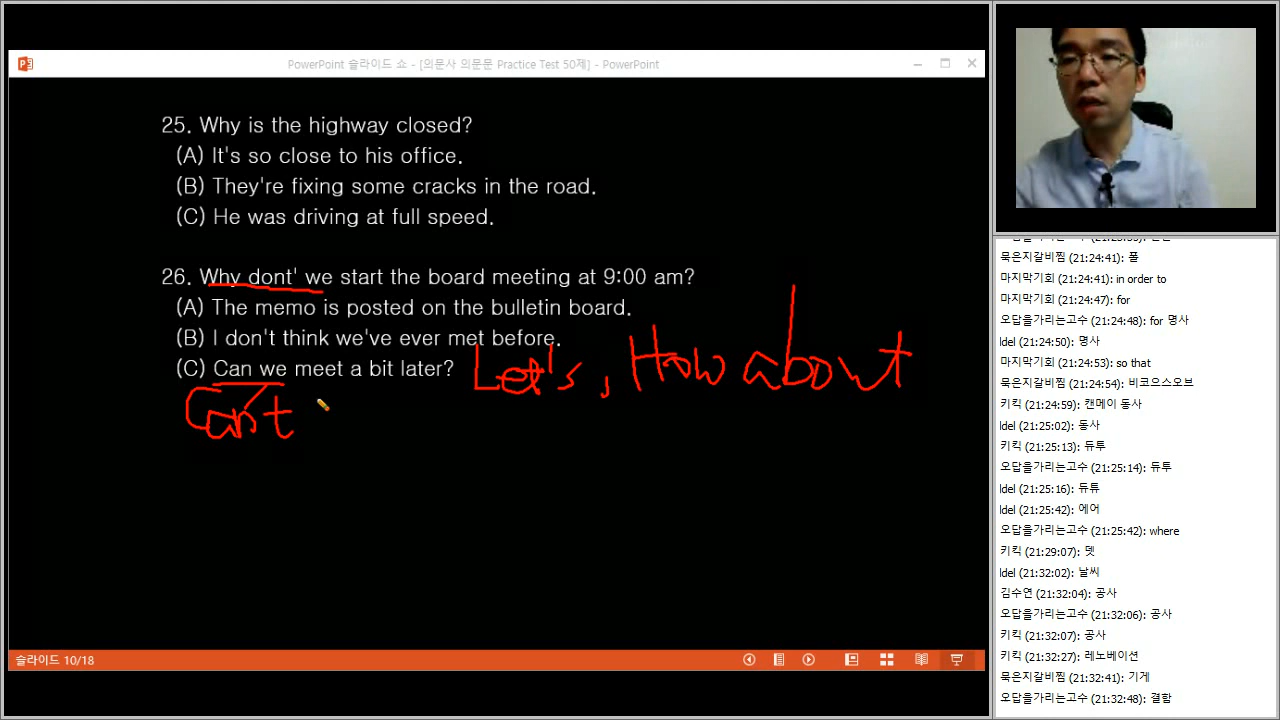 PowerPoint 슬라이드 쇼 - [의문사 의문문 Practice Test 50제] - PowerPoint
25. Why is the highway closed?
(A) It's so close to his office.
(B) They're fixing some cracks in the road.
(C) He was driving at full speed.
26. Why dont' we start the board meeting at 9:00 am?
(A) The memo is posted on the bulletin board.
(B) I don't think we've ever met before.
(C) Can we meet a bit later?
Let's, How about
Can't
슬라이드 10/18
묵은지갈비찜 (21:24:41): 풀
마지막기회 (21:24:41): in order to
마지막기회 (21:24:47): for
오답을가리는고수 (21:24:48): for 명사
ldel (21:24:50): 명사
마지막기회 (21:24:53): so that
묵은지갈비찜 (21:24:54): 비코으스오브
키킥 (21:24:59): 캔메이 동사
ldel (21:25:02): 동사
키킥 (21:25:13): 듀투
오답을가리는고수 (21:25:14): 듀투
ldel (21:25:16): 듀튜
ldel (21:25:42): 에어
오답을가리는고수 (21:25:42): where
키킥 (21:29:07): 뎃
ldel (21:32:02): 날씨
김수연 (21:32:04): 공사
오답을가리는고수 (21:32:06): 공사
키킥 (21:32:07): 공사
키킥 (21:32:27): 레노베이션
묵은지갈비찜 (21:32:41): 기게
오답을가리는고수 (21:32:48): 결함